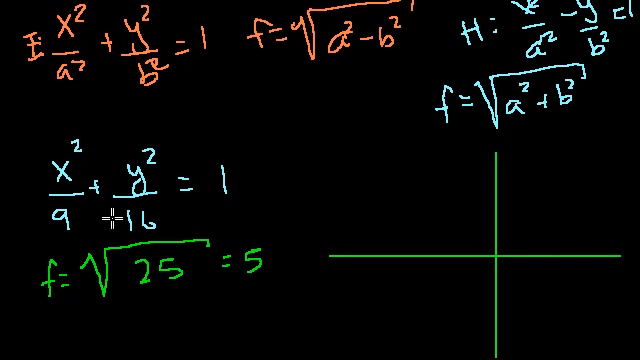 E: x²/a² + y²/b² = 1
f = √(a² - b²)
H: x²/a² - y²/b² = 1
f = √(a² + b²)
x²/9 + y²/16 = 1
f = √25 = 5